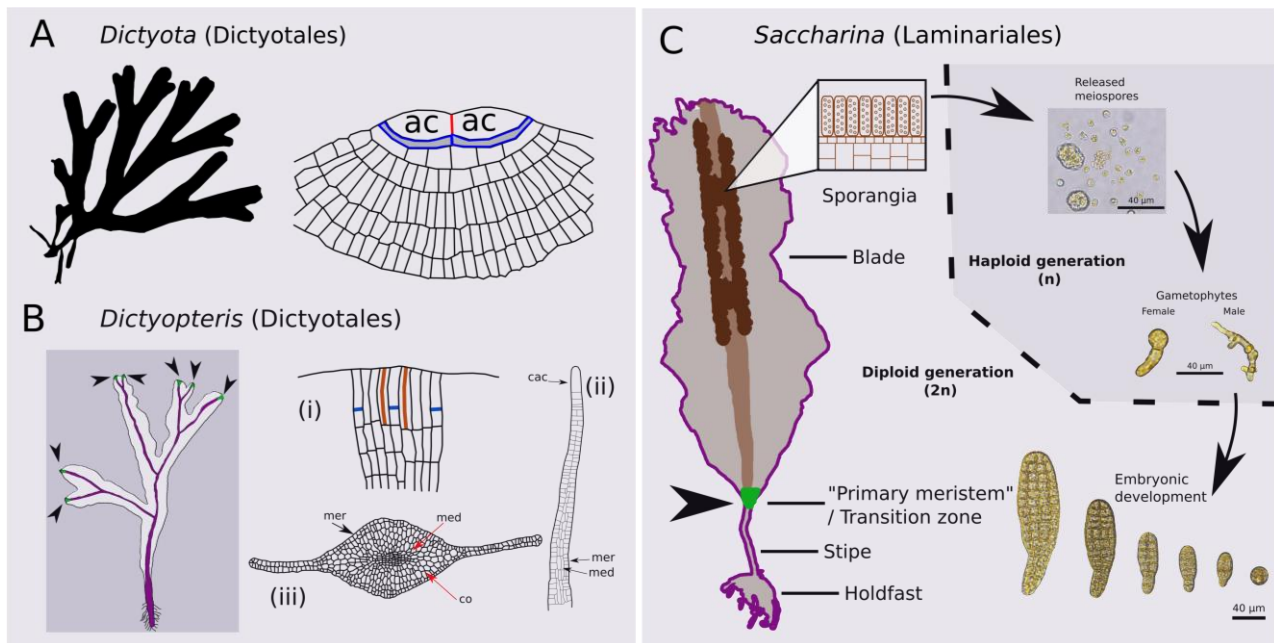 A
Dictyota (Dictyotales)
ac
ac
B
Dictyopteris (Dictyotales)
(i)
(ii)
cac
mer
med
mer
med
co
(iii)
C
Saccharina (Laminariales)
Sporangia
Released
meiospores
40 μm
Blade
Haploid generation
(n)
Gametophytes
Female
Male
40 μm
Diploid generation
(2n)
"Primary meristem"
/ Transition zone
Embryonic
development
Stipe
Holdfast
40 μm